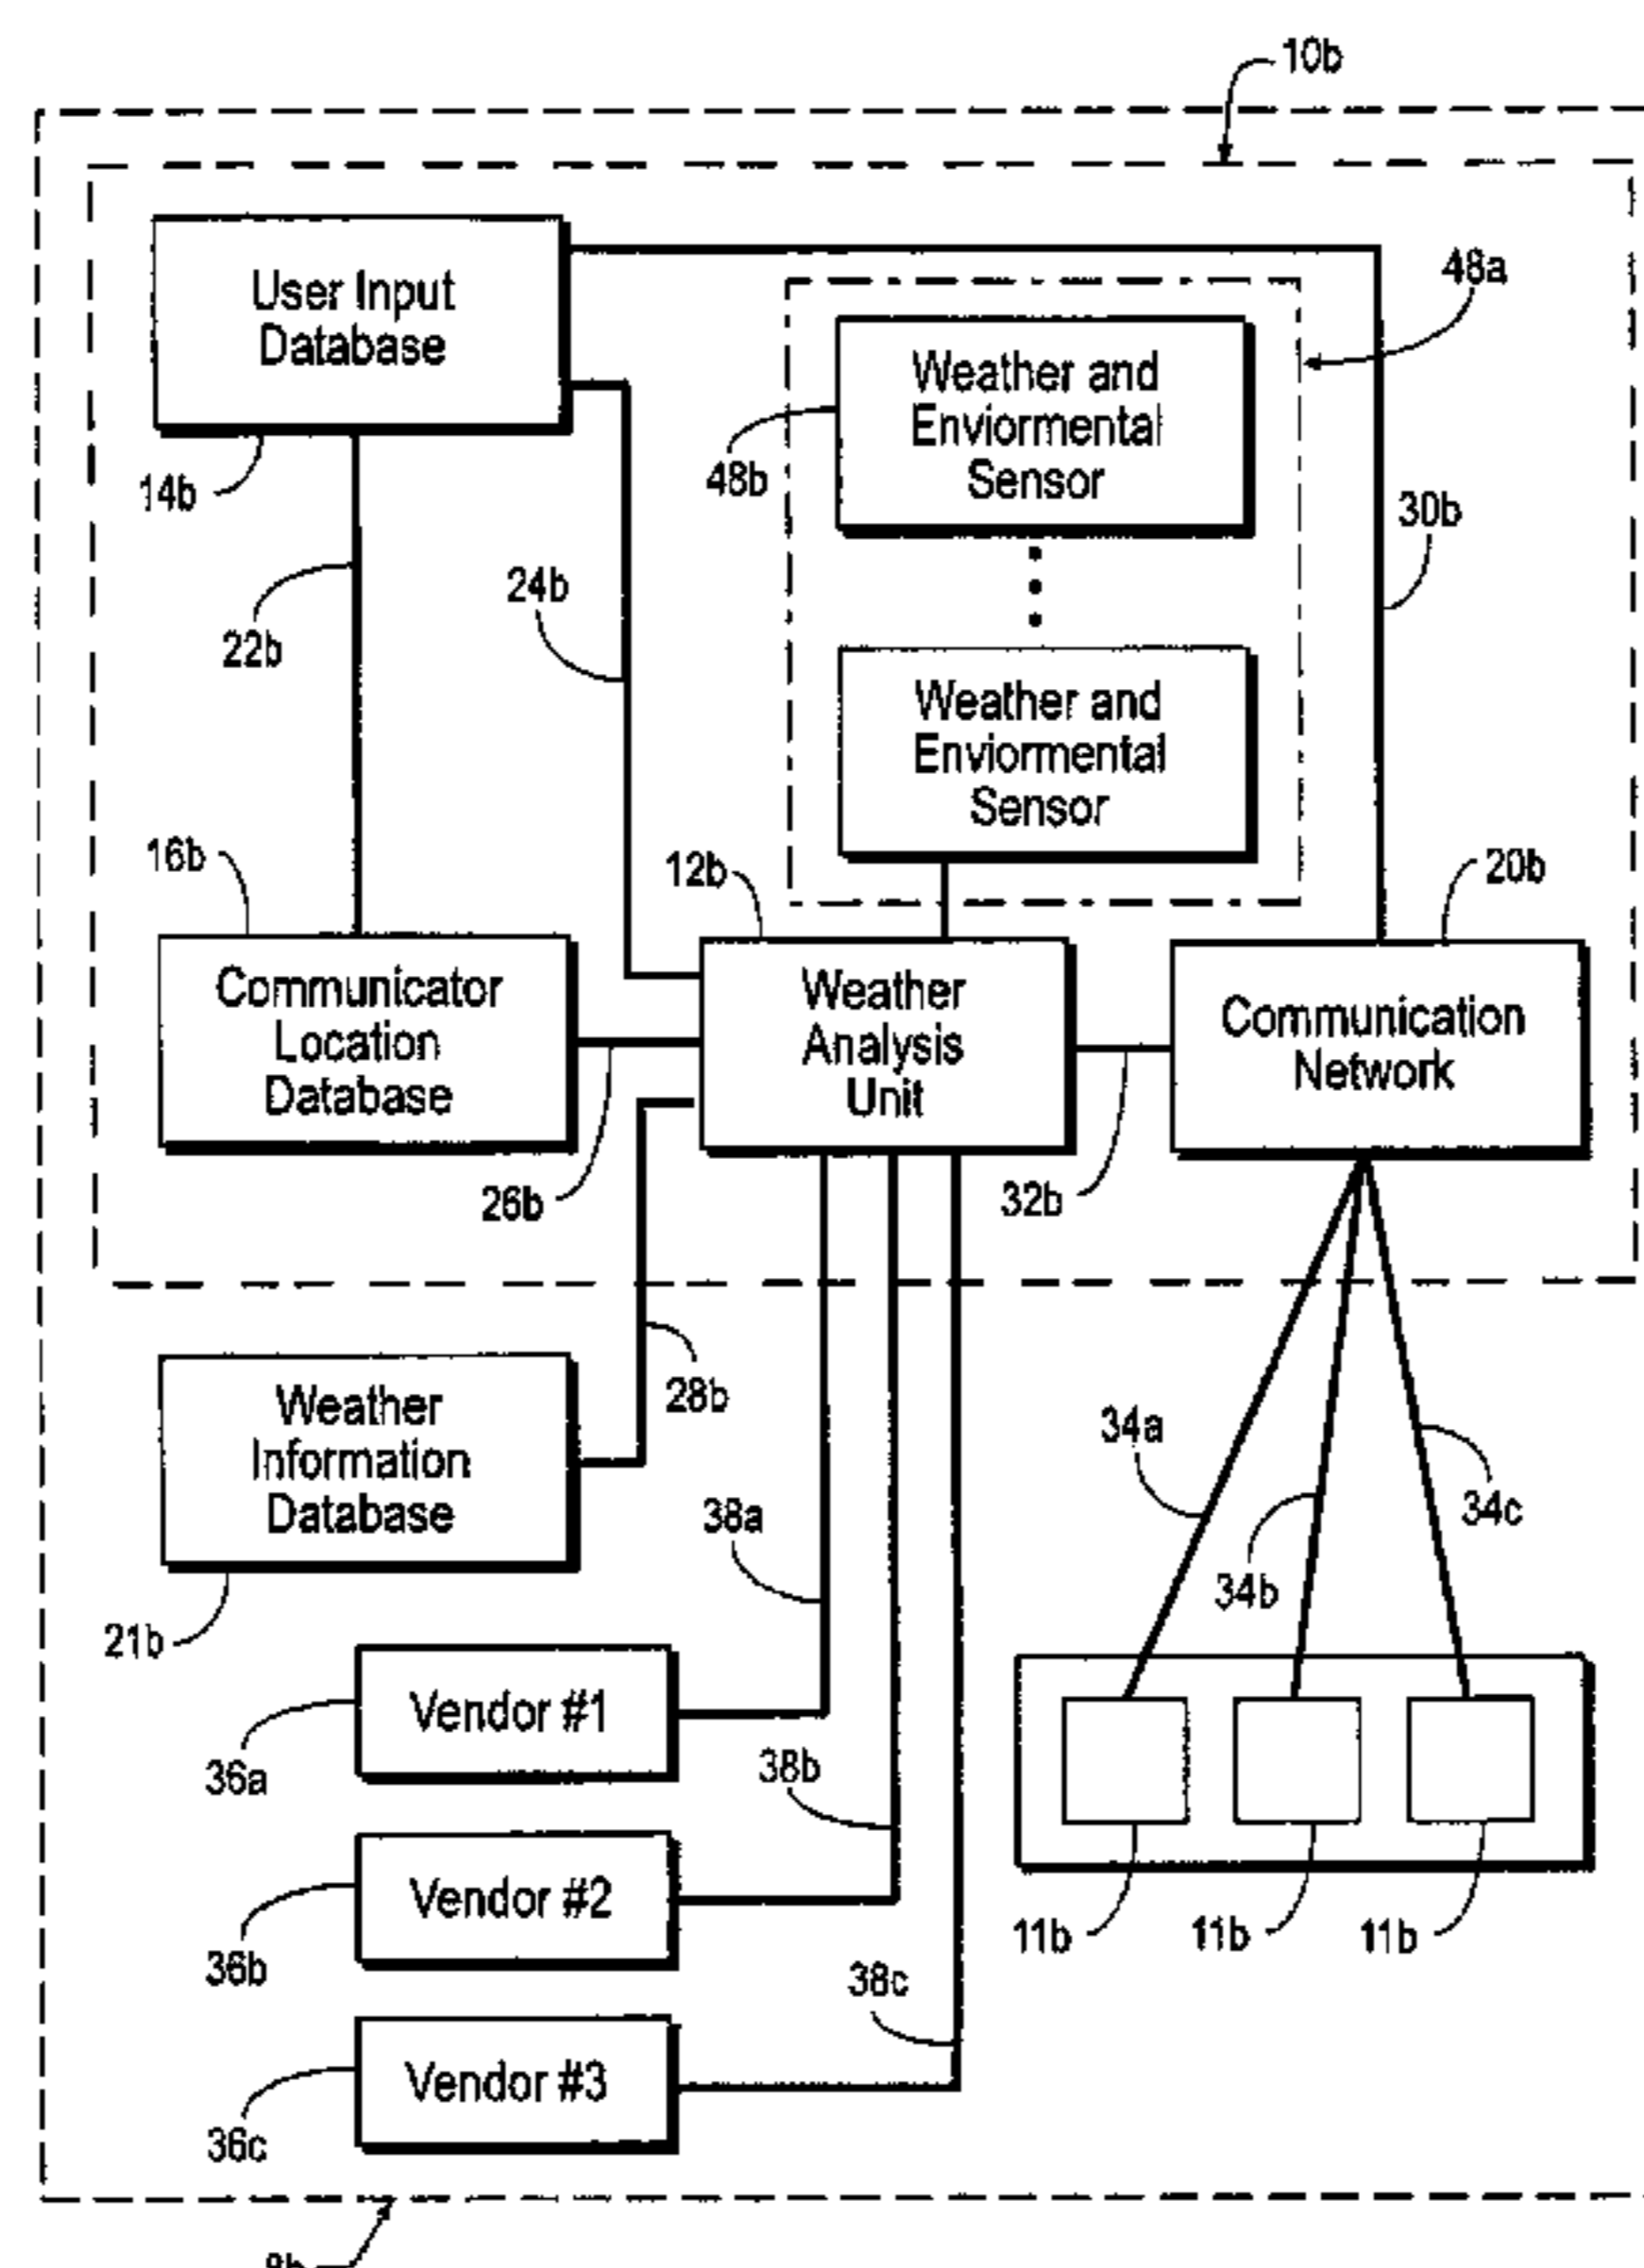 10b
User Input
Database
48a
Weather and
Enviormental
Sensor
48b
14b
30b
24b
22b
Weather and
Enviormental
Sensor
16b
12b
20b
Communicator
Location
Database
Weather
Analysis
Unit
Communication
Network
26b
32b
28b
Weather
Information
Database
34a
34c
38a
34b
21b
Vendor #1
36a
38b
Vendor #2
11b
11b
11b
36b
38c
Vendor #3
36c
8b